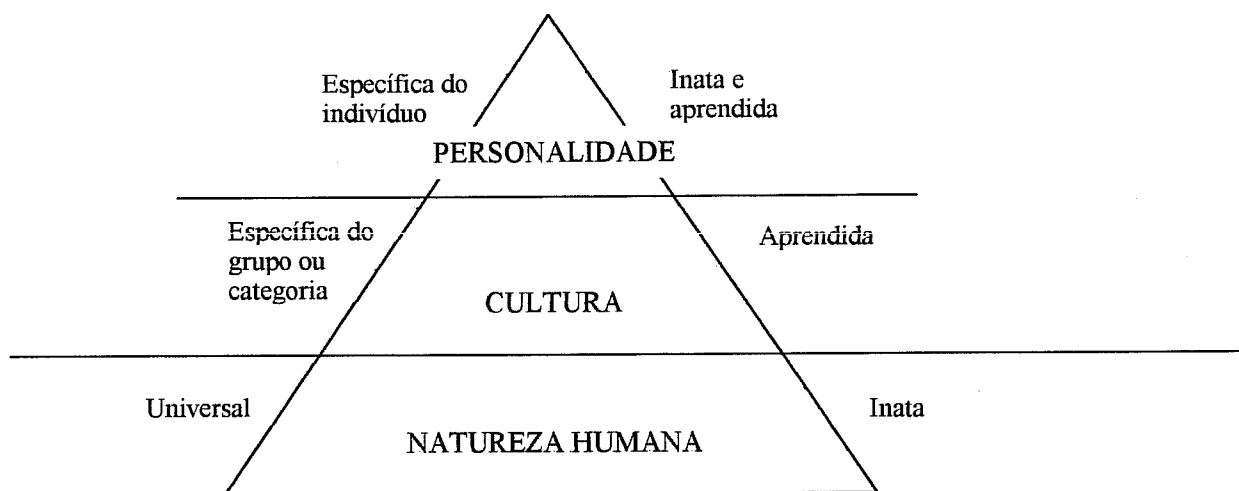 Específica do
indivíduo
Inata e
aprendida
PERSONALIDADE
Específica do
grupo ou
categoria
Aprendida
CULTURA
Universal
Inata
NATUREZA HUMANA